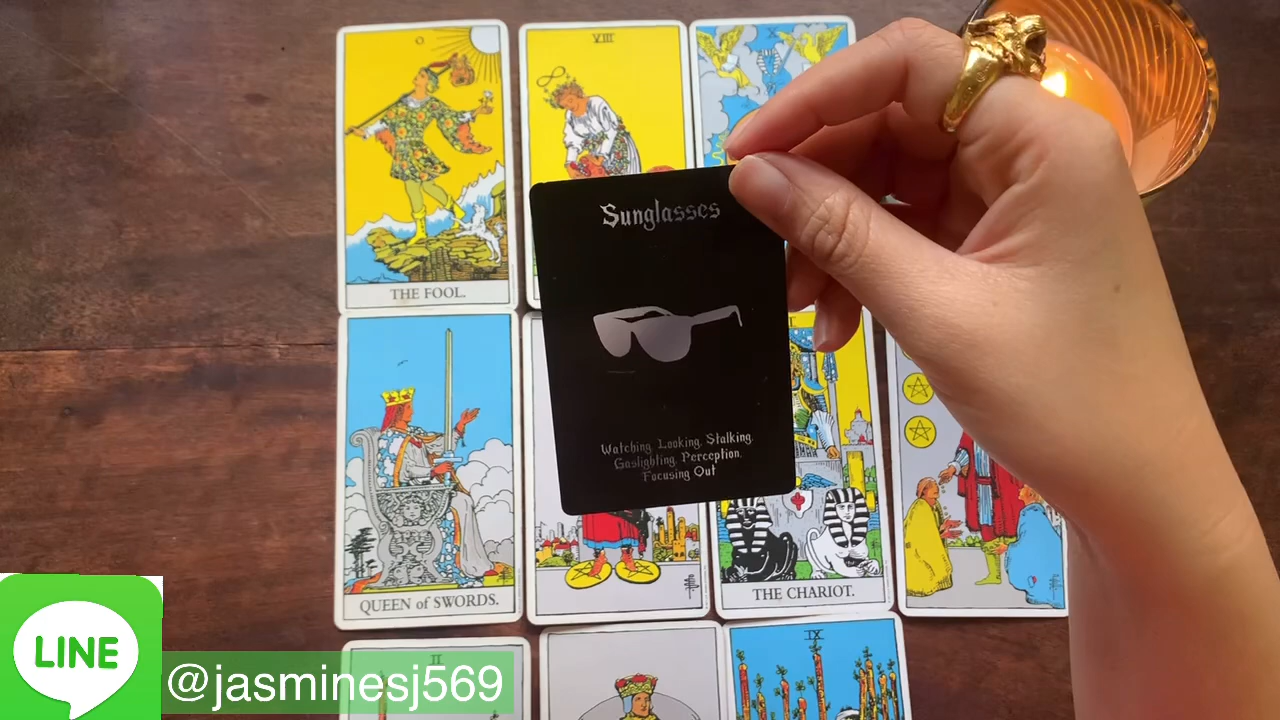 O
VIII
Sunglasses
THE FOOL.
Watching. Looking. Stalking.
Gaslighting. Perception.
Focusing Out
QUEEN of SWORDS.
THE CHARIOT.
II
IX
LINE
@jasminesj569